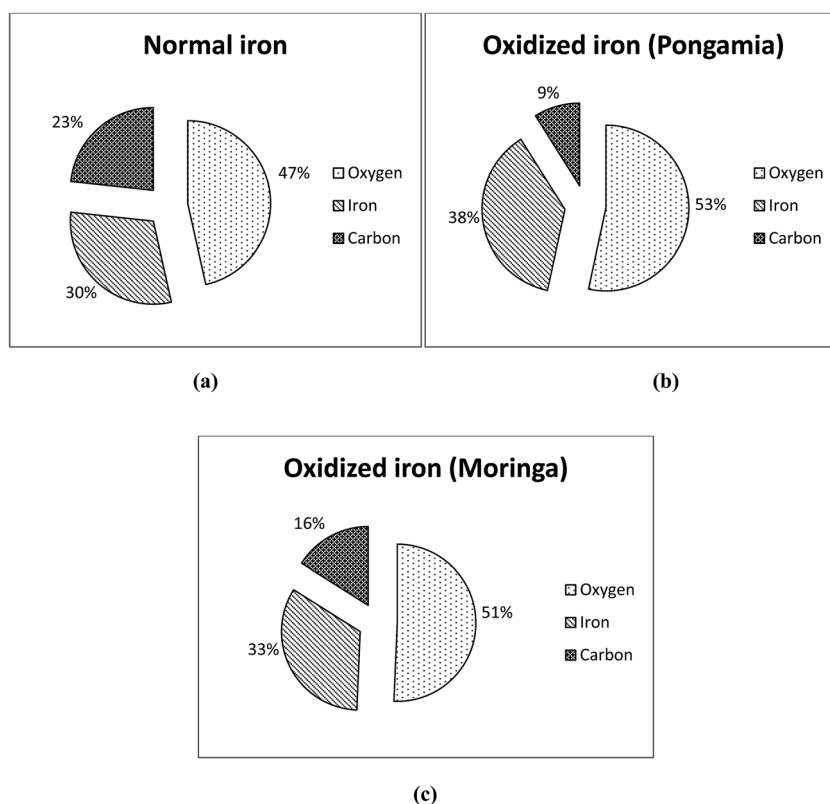 Normal iron
23%
47%
30%
Oxygen
Iron
Carbon
(a)
Oxidized iron (Pongamia)
9%
38%
53%
Oxygen
Iron
Carbon
(b)
Oxidized iron (Moringa)
16%
51%
33%
Oxygen
Iron
Carbon
(c)